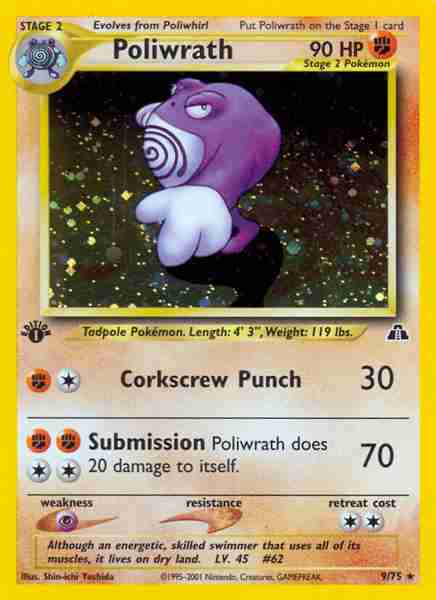 STAGE 2 Evolves from Poliwhirl Put Poliwrath on the Stage 1 card
Poliwrath 90 HP
Stage 2 Pokémon
EDITION 1
Tadpole Pokémon. Length: 4' 3", Weight: 119 lbs.
Corkscrew Punch 30
Submission Poliwrath does
20 damage to itself. 70
weakness resistance retreat cost
Although an energetic, skilled swimmer that uses all of its
muscles, it lives on dry land. LV. 45 #62
Illus. Shin-ichi Yoshida ©1995-2001 Nintendo, Creatures, GAMEFREAK. 9/75 ★